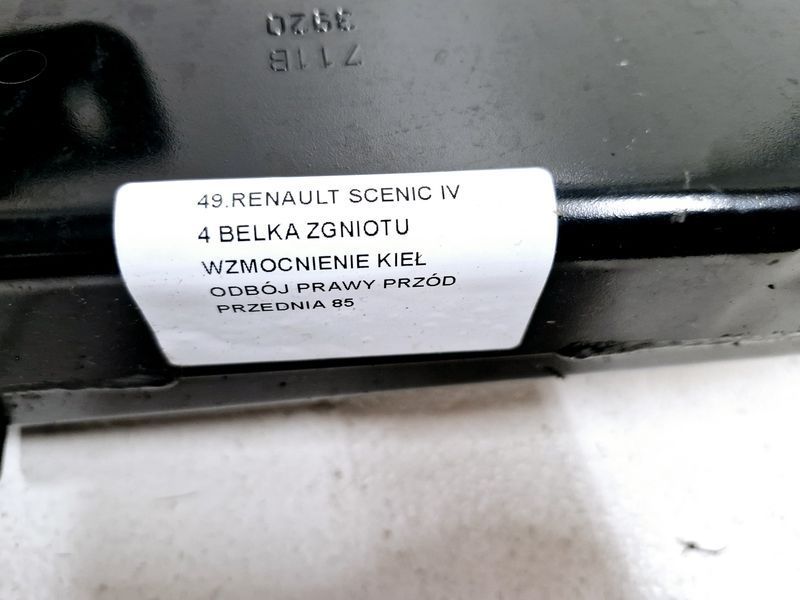 3920
711B
49.RENAULT SCENIC IV
4 BELKA ZGNIOTU
WZMOCNIENIE KIEŁ
ODBÓJ PRAWY PRZÓD
PRZEDNIA 85